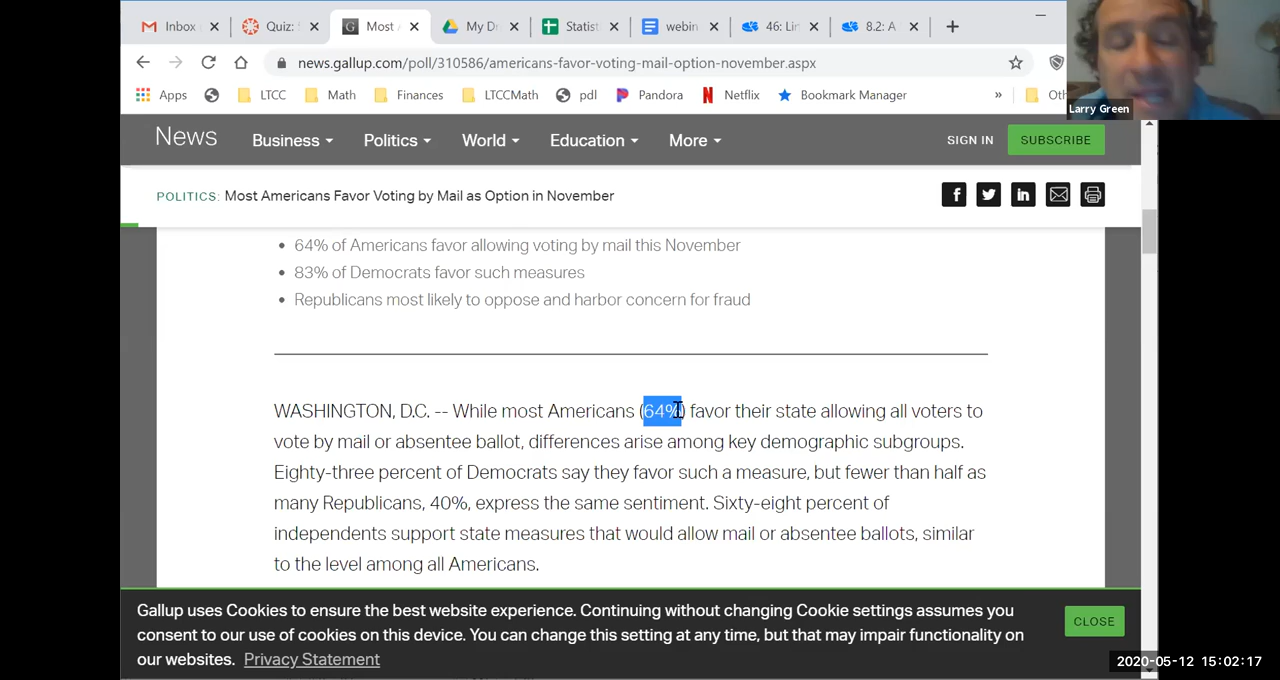 Inbox
Quiz:
Most
My D
Statist
webin
46: Lin
8.2: A
news.gallup.com/poll/310586/americans-favor-voting-mail-option-november.aspx
Apps LTCC Math Finances LTCCMath pdl Pandora Netflix Bookmark Manager » Oth
Larry Green
News Business Politics World Education More SIGN IN SUBSCRIBE
POLITICS: Most Americans Favor Voting by Mail as Option in November
• 64% of Americans favor allowing voting by mail this November
• 83% of Democrats favor such measures
• Republicans most likely to oppose and harbor concern for fraud
WASHINGTON, D.C. -- While most Americans (64%) favor their state allowing all voters to
vote by mail or absentee ballot, differences arise among key demographic subgroups.
Eighty-three percent of Democrats say they favor such a measure, but fewer than half as
many Republicans, 40%, express the same sentiment. Sixty-eight percent of
independents support state measures that would allow mail or absentee ballots, similar
to the level among all Americans.
Gallup uses Cookies to ensure the best website experience. Continuing without changing Cookie settings assumes you
consent to our use of cookies on this device. You can change this setting at any time, but that may impair functionality on
our websites. Privacy Statement
CLOSE
2020-05-12 15:02:17